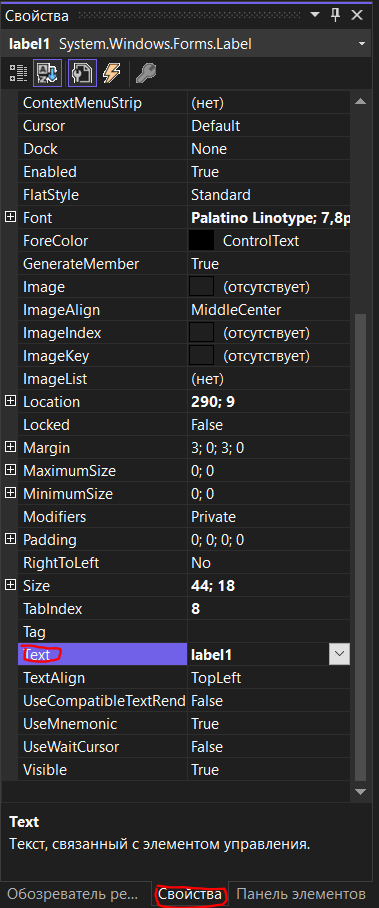 Свойства
label1 System.Windows.Forms.Label
ContextMenuStrip (нет)
Cursor Default
Dock None
Enabled True
FlatStyle Standard
Font Palatino Linotype; 7,8p
ForeColor ControlText
GenerateMember True
Image (отсутствует)
ImageAlign MiddleCenter
ImageIndex (отсутствует)
ImageKey (отсутствует)
ImageList (нет)
Location 290; 9
Locked False
Margin 3; 0; 3; 0
MaximumSize 0; 0
MinimumSize 0; 0
Modifiers Private
Padding 0; 0; 0; 0
RightToLeft No
Size 44; 18
TabIndex 8
Tag
Text label1
TextAlign TopLeft
UseCompatibleTextRend False
UseMnemonic True
UseWaitCursor False
Visible True
Text
Текст, связанный с элементом управления.
Обозреватель ре... Свойства Панель элементов